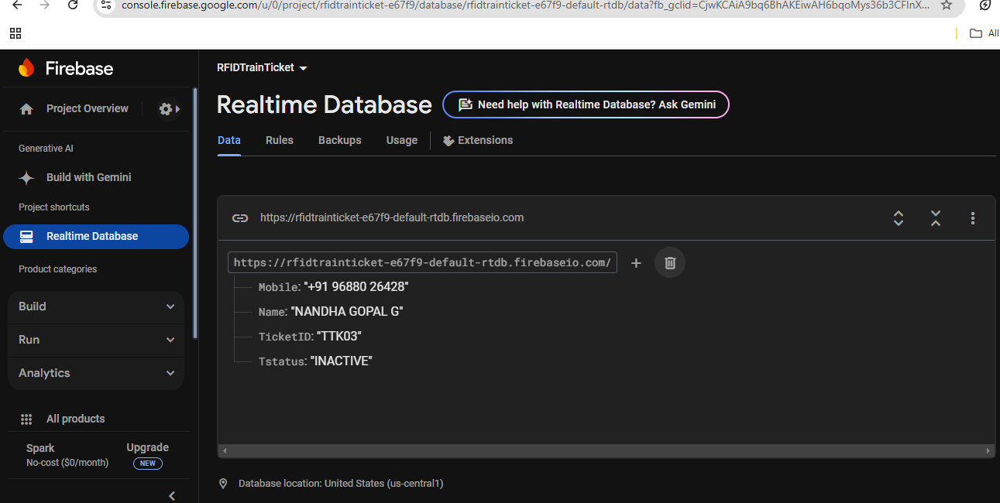 console.firebase.google.com/u/0/project/rfidtrainticket-e67f9/database/rfidtrainticket-e67f9-default-rtdb/data?fb_gclid=CjwKCAiA9bq6BhAKEiwAH6bqoMys36b3CFInX...
All
Firebase
RFIDTrainTicket
Project Overview
Realtime Database
Need help with Realtime Database? Ask Gemini
Data Rules Backups Usage Extensions
Generative AI
Build with Gemini
Project shortcuts
Realtime Database
Product categories
Build
Run
Analytics
All products
Spark
No-cost ($0/month)
Upgrade
NEW
https://rfidtrainticket-e67f9-default-rtdb.firebaseio.com
https://rfidtrainticket-e67f9-default-rtdb.firebaseio.com/
Mobile: "+91 96880 26428"
Name: "NANDHA GOPAL G"
TicketID: "TTK03"
Tstatus: "INACTIVE"
Database location: United States (us-central1)